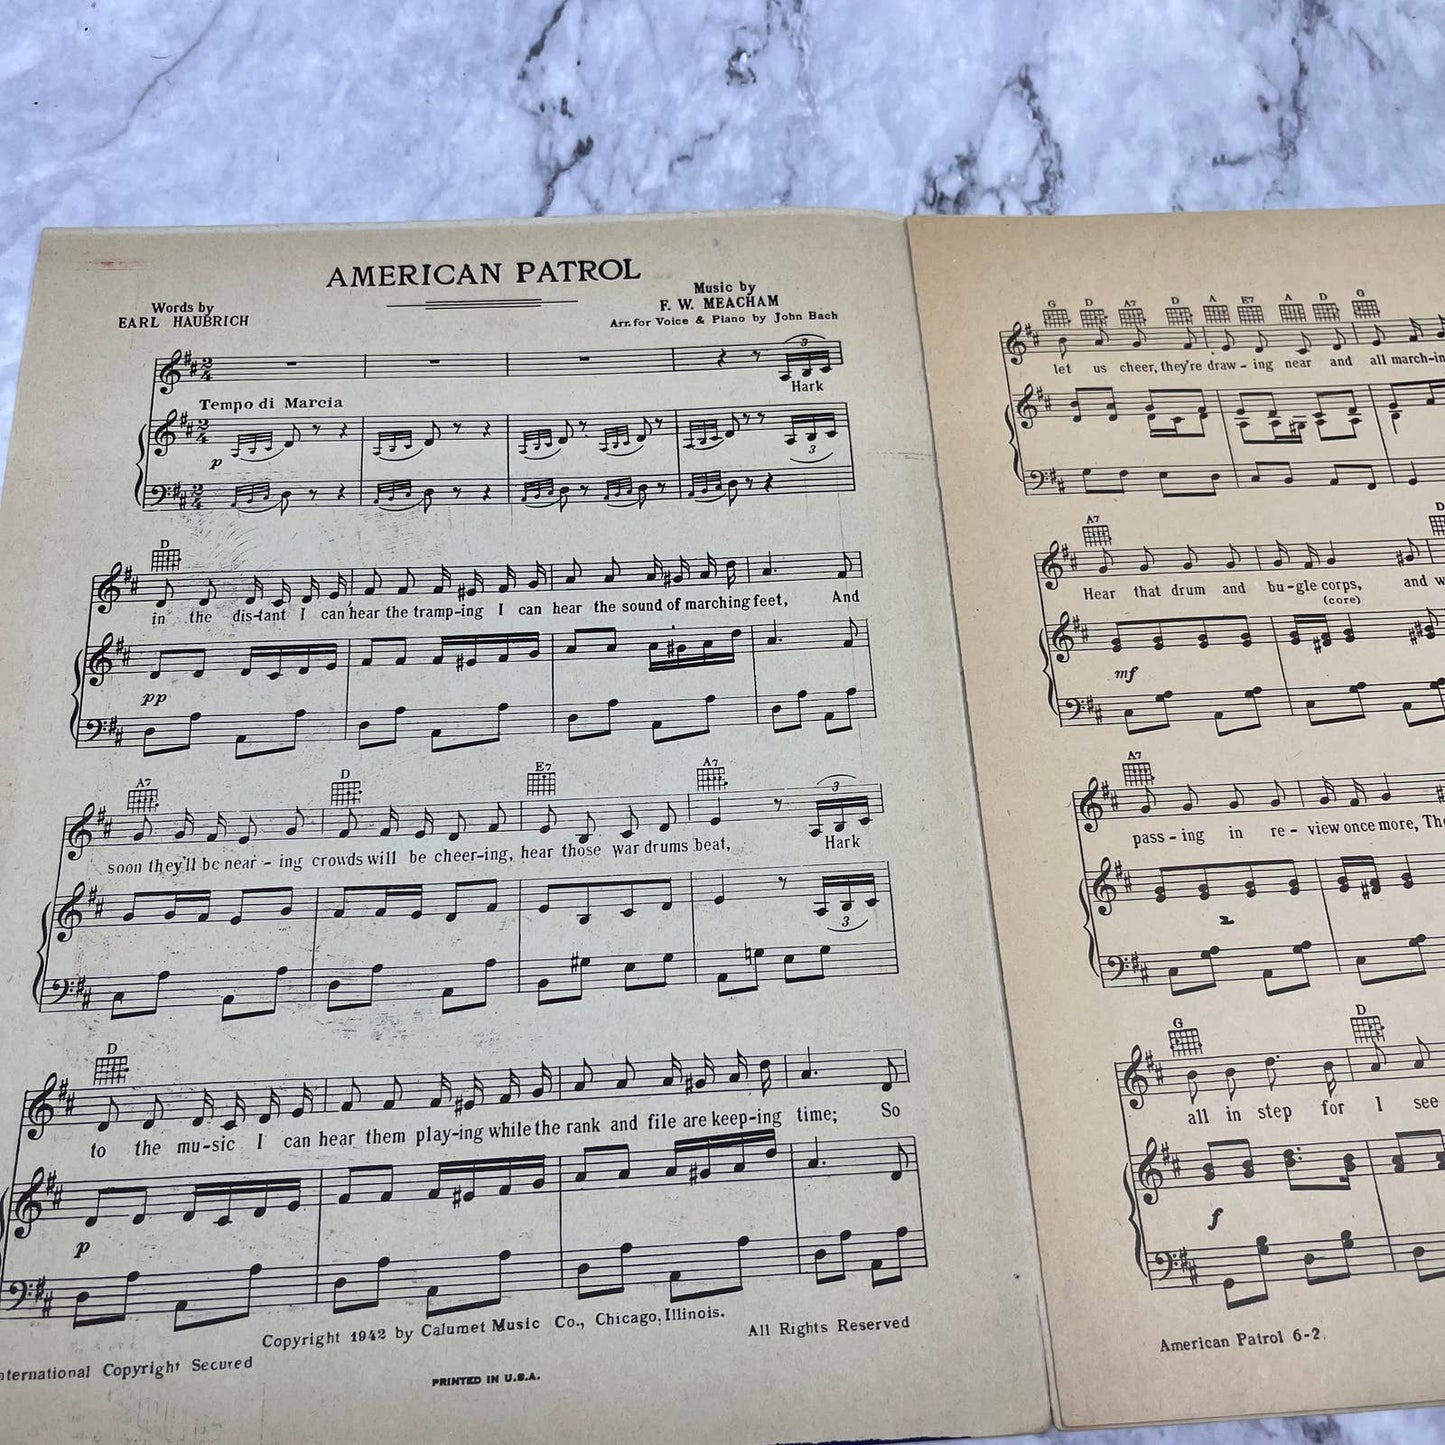 AMERICAN PATROL
Words by
EARL HAUBRICH
Music by
F. W. MEACHAM
Arr. for Voice & Piano by John Bach
3
Hark
Tempo di Marcia
p
3
D
in the dis-tant I can hear the tramp-ing I can hear the sound of marching feet, And
pp
A7 D E7 A7
3
soon they'll be near - ing crowds will be cheer-ing, hear those war drums beat, Hark
3
D
to the mu-sic I can hear them play-ing while the rank and file are keep-ing time; So
p
Copyright 1942 by Calumet Music Co., Chicago, Illinois.
International Copyright Secured
All Rights Reserved
PRINTED IN U.S.A.
G D A7 D A E7 A D G
let us cheer, they're draw - ing near and all march-in
A7 D
Hear that drum and bu-gle corps, and w
(core)
mf
A7
pass - ing in re - view once more, The
2
G D
all in step for I see
f
American Patrol 6-2